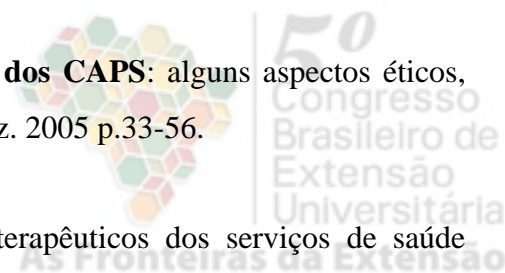 5º
dos CAPS: alguns aspectos éticos,
Congresso
Brasileiro de
z. 2005 p.33-56.
Extensão
Universitária
terapêuticos dos serviços de saúde
As Fronteiras da Extensão